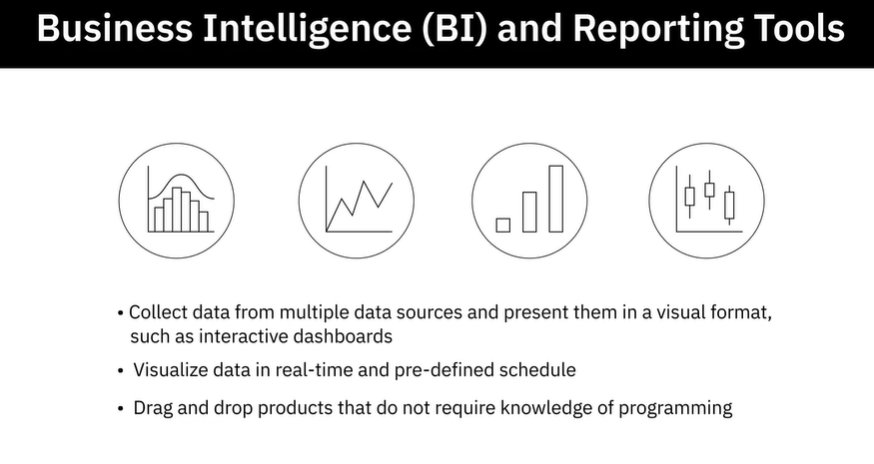 Business Intelligence (BI) and Reporting Tools
• Collect data from multiple data sources and present them in a visual format,
such as interactive dashboards
• Visualize data in real-time and pre-defined schedule
• Drag and drop products that do not require knowledge of programming